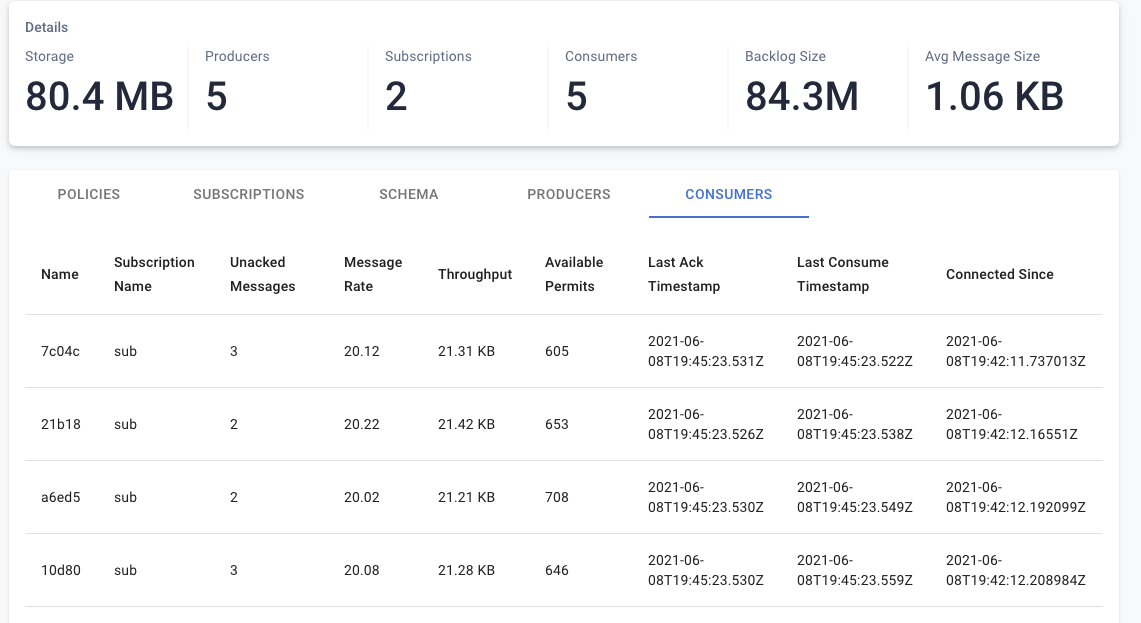 Details
Storage Producers Subscriptions Consumers Backlog Size Avg Message Size
80.4 MB 5 2 5 84.3M 1.06 KB
POLICIES SUBSCRIPTIONS SCHEMA PRODUCERS CONSUMERS
Name Subscription Name Unacked Messages Message Rate Throughput Available Permits Last Ack Timestamp Last Consume Timestamp Connected Since
7c04c sub 3 20.12 21.31 KB 605 2021-06-08T19:45:23.531Z 2021-06-08T19:45:23.522Z 2021-06-08T19:42:11.737013Z
21b18 sub 2 20.22 21.42 KB 653 2021-06-08T19:45:23.526Z 2021-06-08T19:45:23.538Z 2021-06-08T19:42:12.16551Z
a6ed5 sub 2 20.02 21.21 KB 708 2021-06-08T19:45:23.530Z 2021-06-08T19:45:23.549Z 2021-06-08T19:42:12.192099Z
10d80 sub 3 20.08 21.28 KB 646 2021-06-08T19:45:23.530Z 2021-06-08T19:45:23.559Z 2021-06-08T19:42:12.208984Z